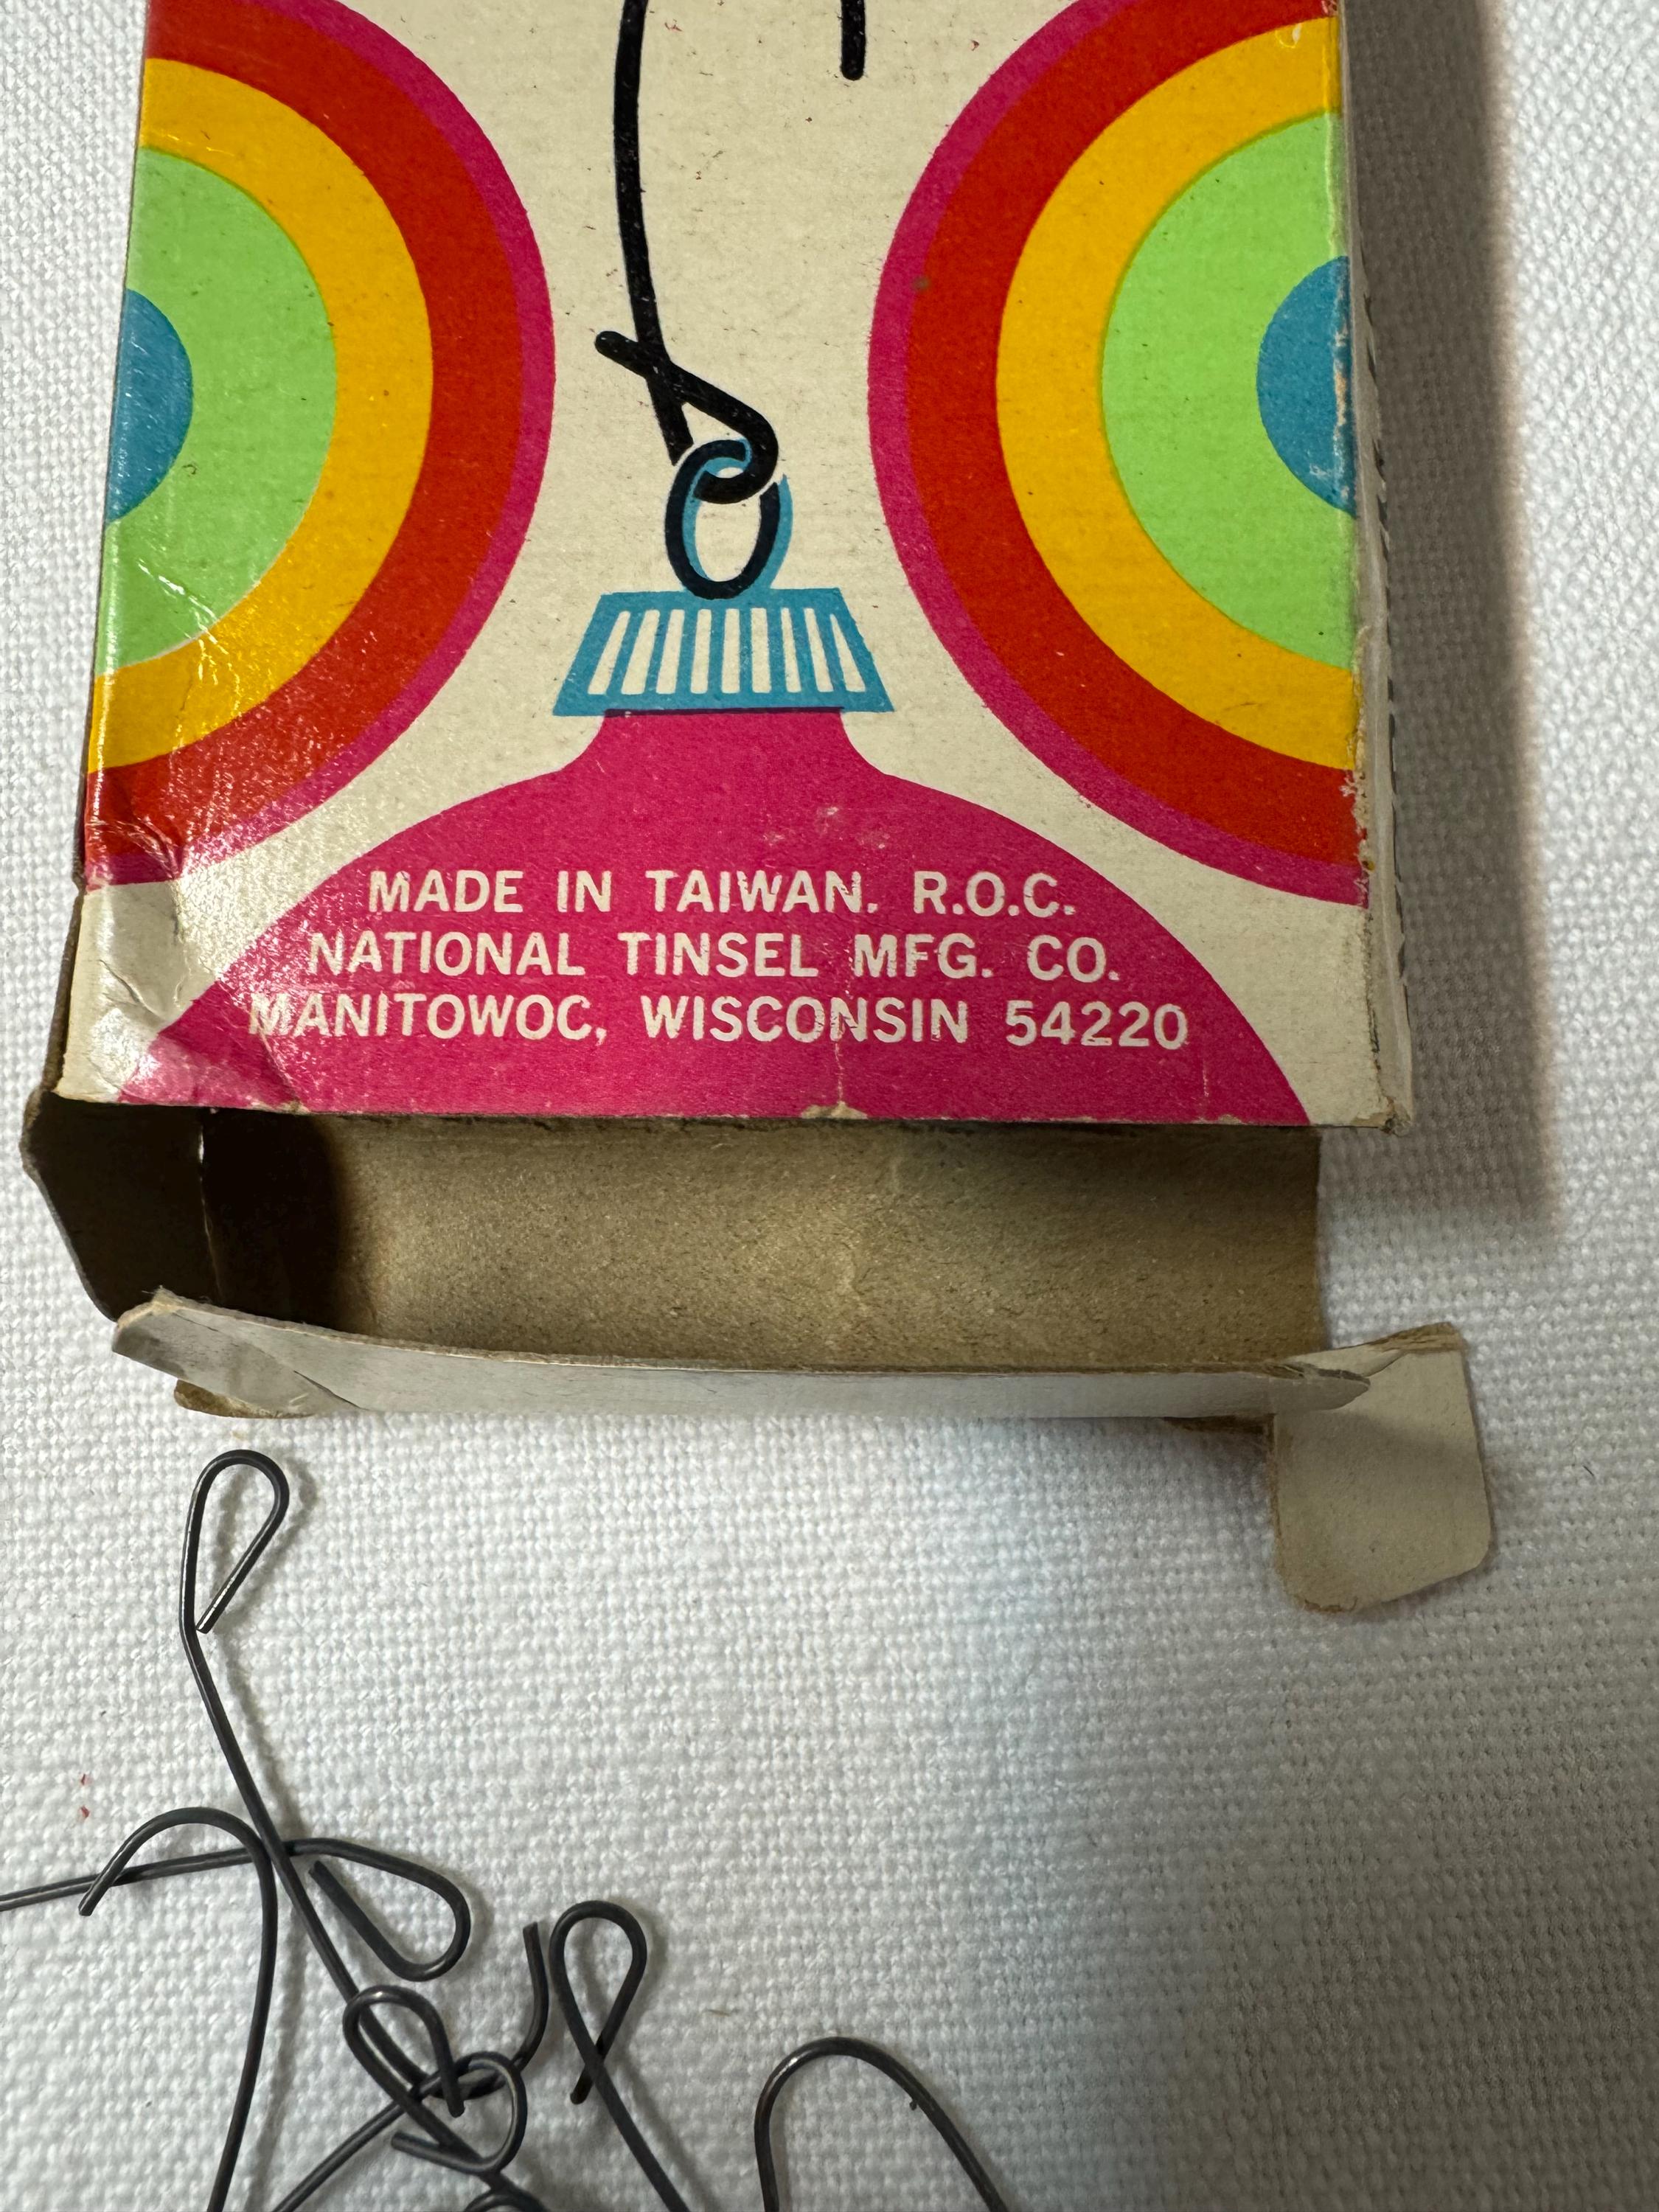 MADE IN TAIWAN. R.O.C.
NATIONAL TINSEL MFG. CO.
MANITOWOC, WISCONSIN 54220